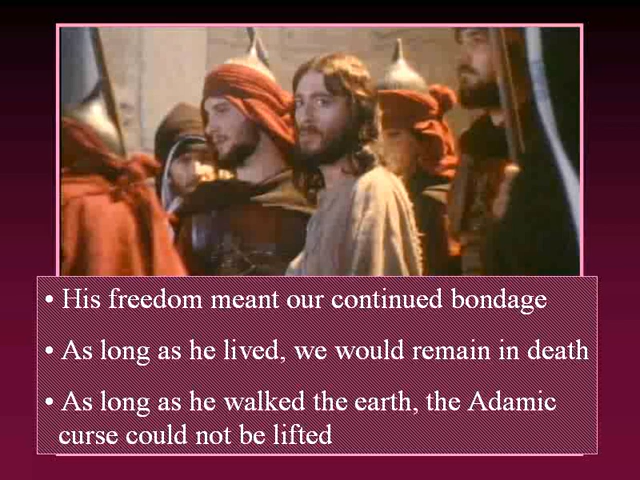 • His freedom meant our continued bondage
• As long as he lived, we would remain in death
• As long as he walked the earth, the Adamic
curse could not be lifted